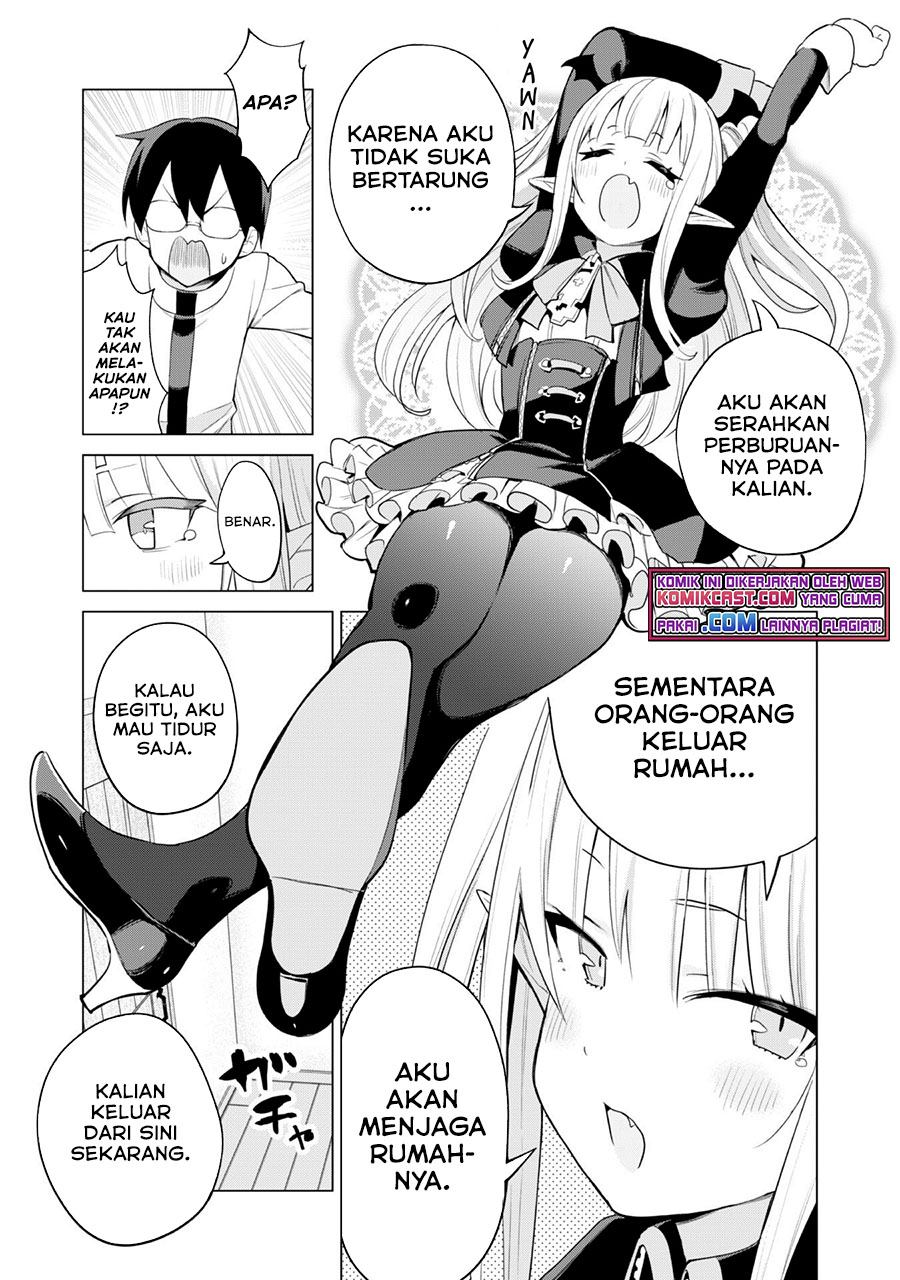 YAWN
KARENA AKU
TIDAK SUKA
BERTARUNG
...
AKU AKAN
SERAHKAN
PERBURUAN-
NYA PADA
KALIAN.
APA?
KAU
TAK
AKAN
MELA-
KUKAN
APAPUN
!?
BENAR.
KOMIK INI DIKERJAKAN OLEH WEB
KOMIKCAST.COM YANG CUMA
PAKAI .COM LAINNYA PLAGIAT!
SEMENTARA
ORANG-ORANG
KELUAR
RUMAH...
AKU
AKAN
MENJAGA
RUMAH-
NYA.
KALAU
BEGITU, AKU
MAU TIDUR
SAJA.
KALIAN
KELUAR
DARI SINI
SEKARANG.
ガチャ